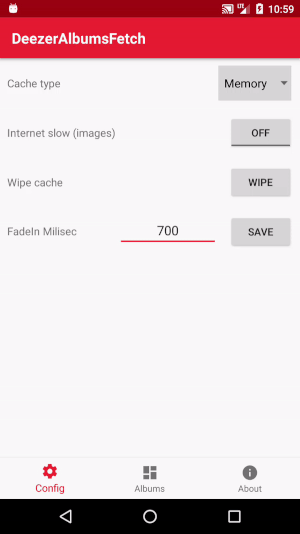 LTE 10:59
DeezerAlbumsFetch
Cache type Memory
Internet slow (images) OFF
Wipe cache WIPE
FadeIn Milisec 700 SAVE
Config Albums About